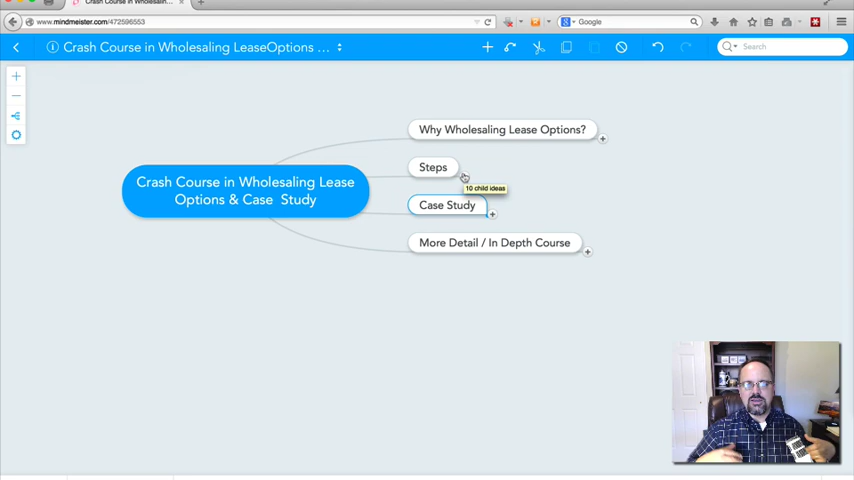 Crash Course in Wholesaling L...
www.mindmeister.com/472596553
Google
Crash Course in Wholesaling LeaseOptions ...
Search
Why Wholesaling Lease Options?
Steps
10 child ideas
Crash Course in Wholesaling Lease
Options & Case Study
Case Study
More Detail / In Depth Course